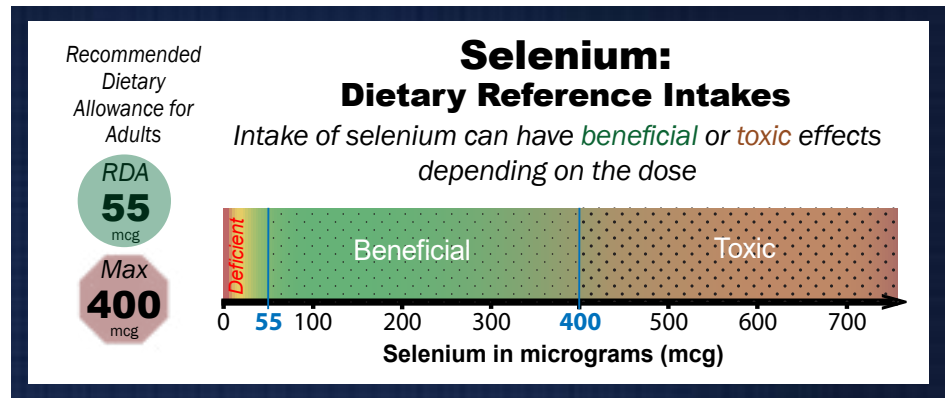 Recommended
Dietary
Allowance for
Adults
RDA
55
mcg
Max
400
mcg
Selenium:
Dietary Reference Intakes
Intake of selenium can have beneficial or toxic effects
depending on the dose
Deficient
Beneficial
Toxic
0 55 100 200 300 400 500 600 700
Selenium in micrograms (mcg)